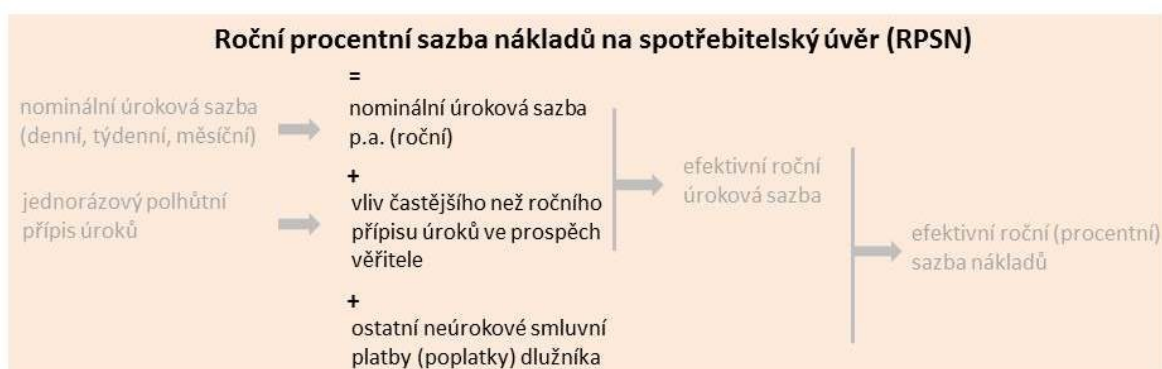 Roční procentní sazba nákladů na spotřebitelský úvěr (RPSN)
=
nominální úroková sazba
(denní, týdenní, měsíční)
nominální úroková sazba
p.a. (roční)
+
jednorázový polhůtní
přípis úroků
vliv častějšího než ročního
přípisu úroků ve prospěch
věřitele
efektivní roční
úroková sazba
+
ostatní neúrokové smluvní
platby (poplatky) dlužníka
efektivní roční (procentní)
sazba nákladů